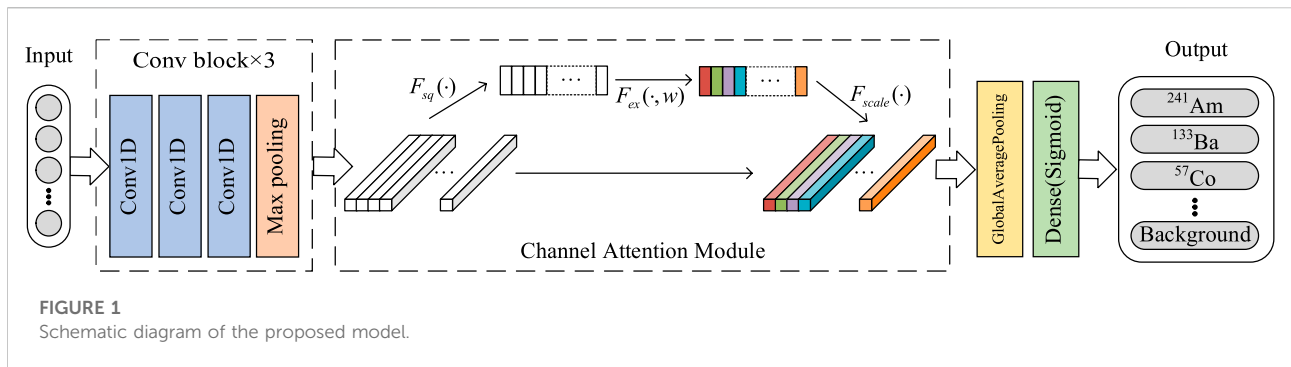 Input
Conv block×3
Conv1D
Conv1D
Conv1D
Max pooling
F_sq(·)
···
F_ex(·,w)
···
F_scale(·)
···
···
Channel Attention Module
GlobalAveragePooling
Dense(Sigmoid)
Output
²⁴¹Am
¹³³Ba
⁵⁷Co
Background
FIGURE 1
Schematic diagram of the proposed model.